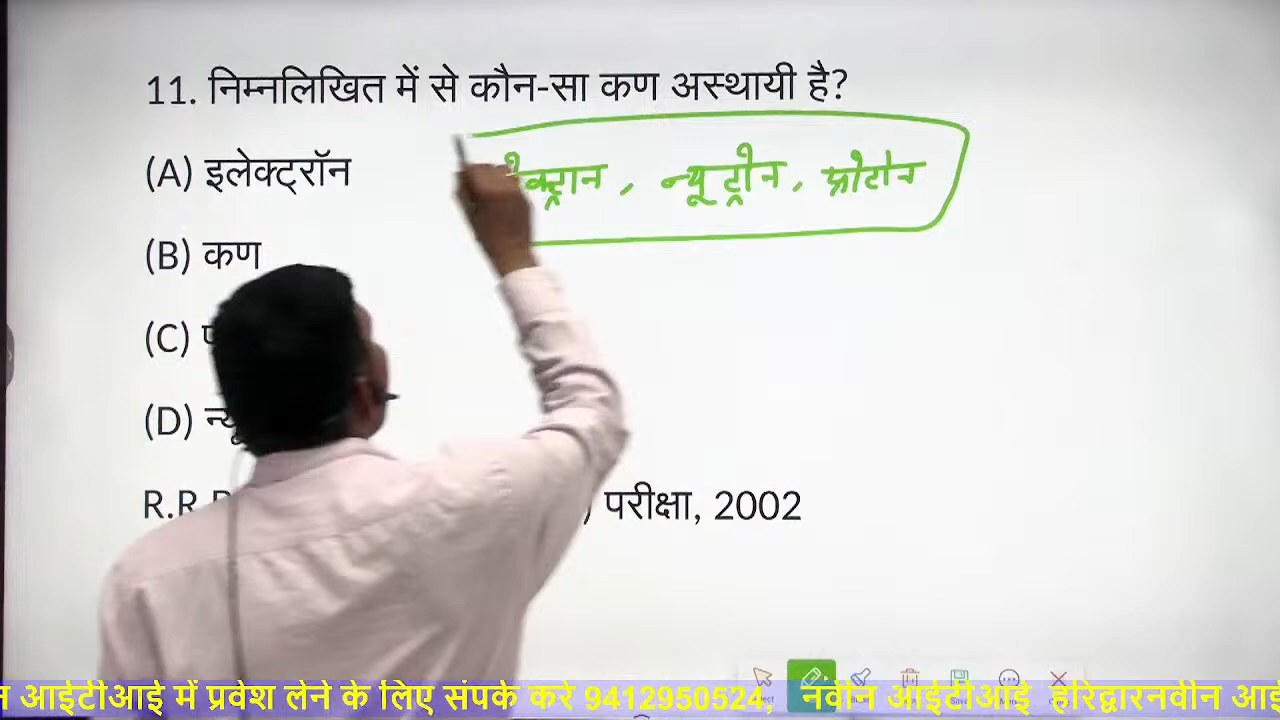 11. निम्नलिखित में से कौन-सा कण अस्थायी है?
(A) इलेक्ट्रॉन
न्यूट्रोन, प्रोटोन
(B) कण
(C)
(D)
R.R. परीक्षा, 2002
आईटीआई में प्रवेश लेने के लिए संपर्क करे 9412950524, नवीन आईटीआई हरिद्वारनवीन